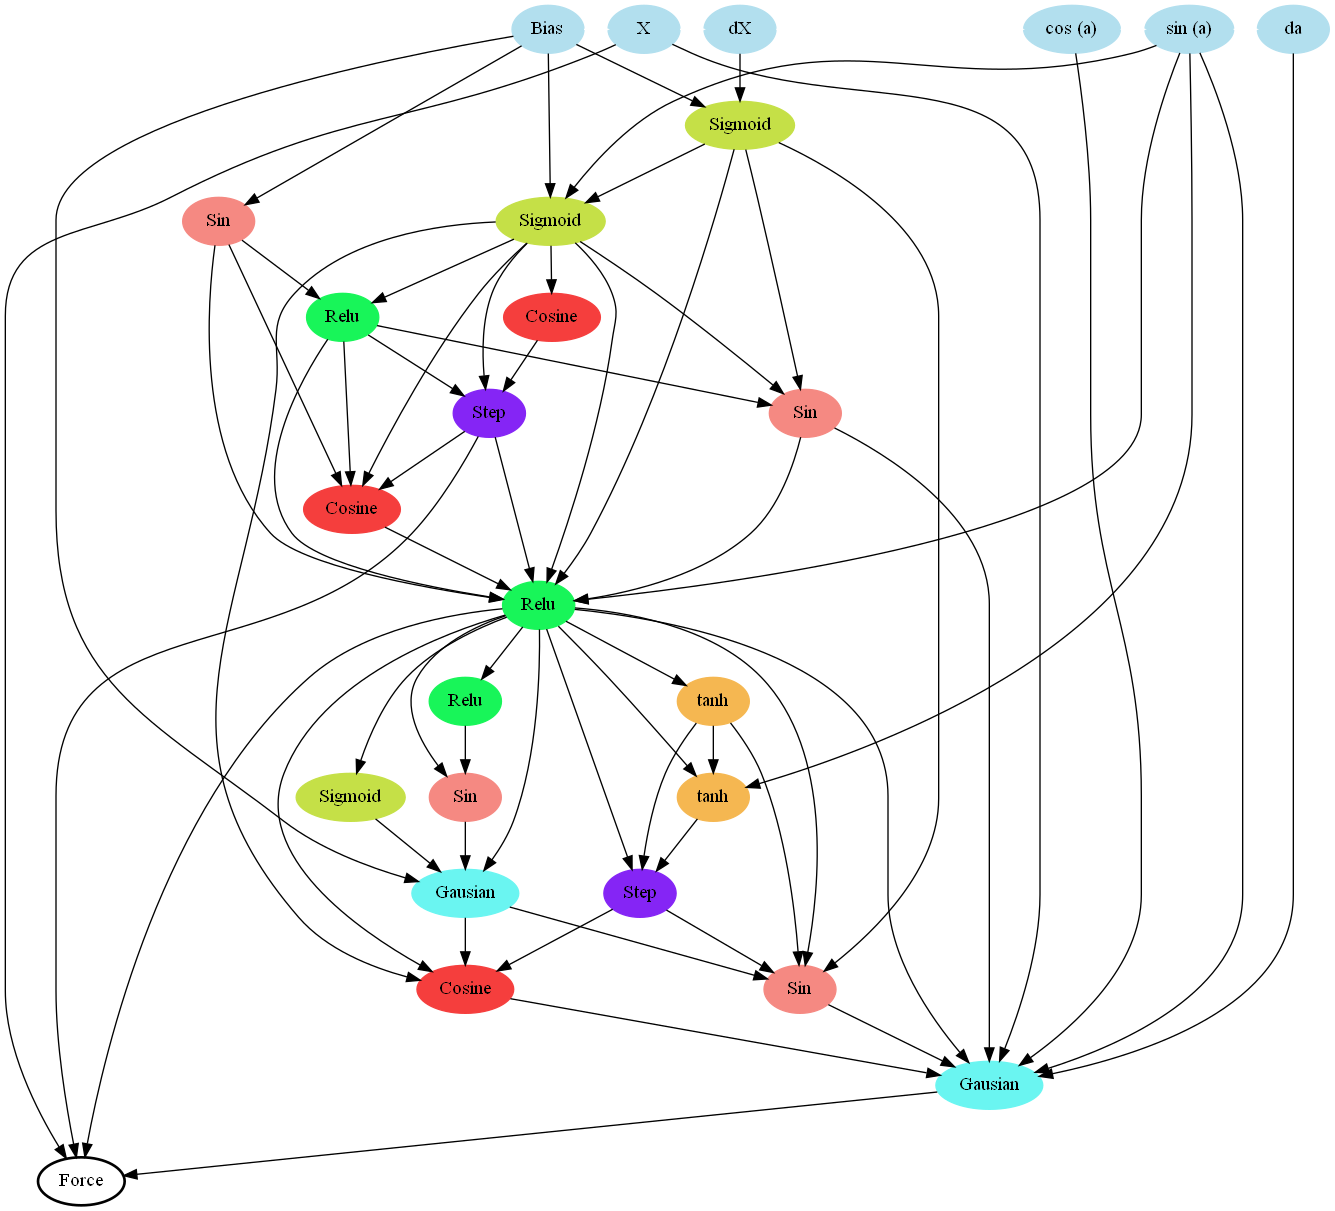 Bias
X
dX
cos (a)
sin (a)
da
Sigmoid
Sin
Sigmoid
Relu
Cosine
Step
Sin
Cosine
Relu
Relu
tanh
Sigmoid
Sin
tanh
Gausian
Step
Cosine
Sin
Gausian
Force